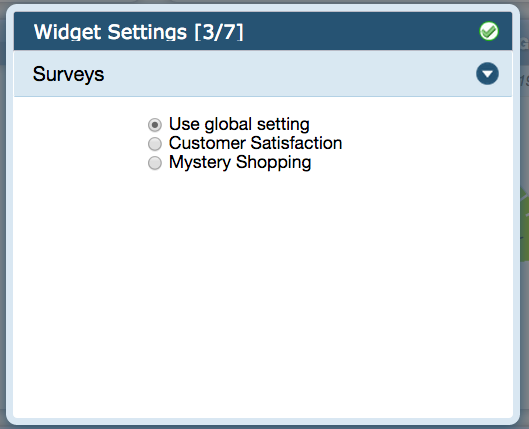 Widget Settings [3/7]
Surveys
Use global setting
Customer Satisfaction
Mystery Shopping